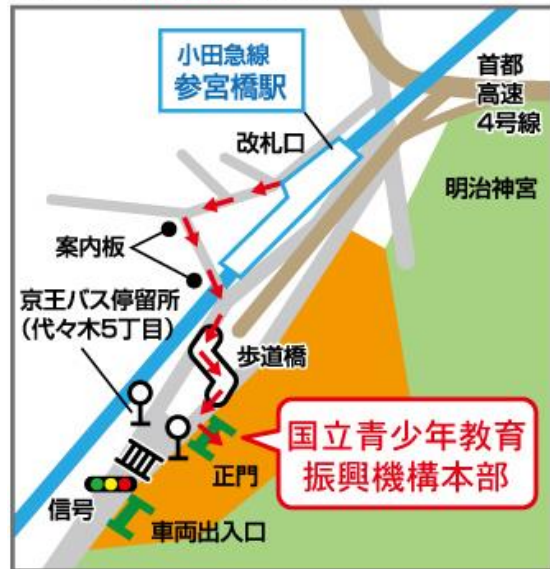 小田急線
参宮橋駅
首都
高速
4号線
改札口
明治神宮
案内板
京王バス停留所
（代々木5丁目）
歩道橋
国立青少年教育
振興機構本部
正門
信号
車両出入口